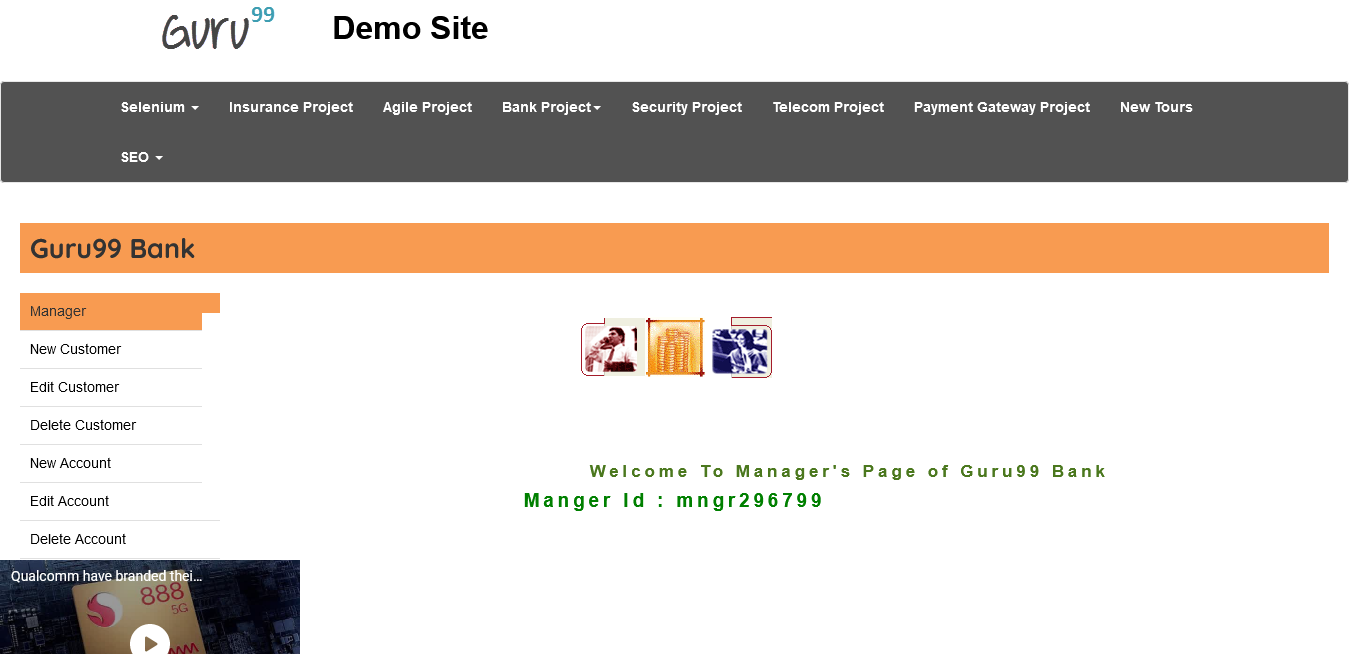 Guru99
Demo Site
Selenium Insurance Project Agile Project Bank Project Security Project Telecom Project Payment Gateway Project New Tours
SEO
Guru99 Bank
Manager
New Customer
Edit Customer
Delete Customer
New Account
Edit Account
Delete Account
Welcome To Manager's Page of Guru99 Bank
Manger Id : mngr296799
Qualcomm have branded thei...
888
5G